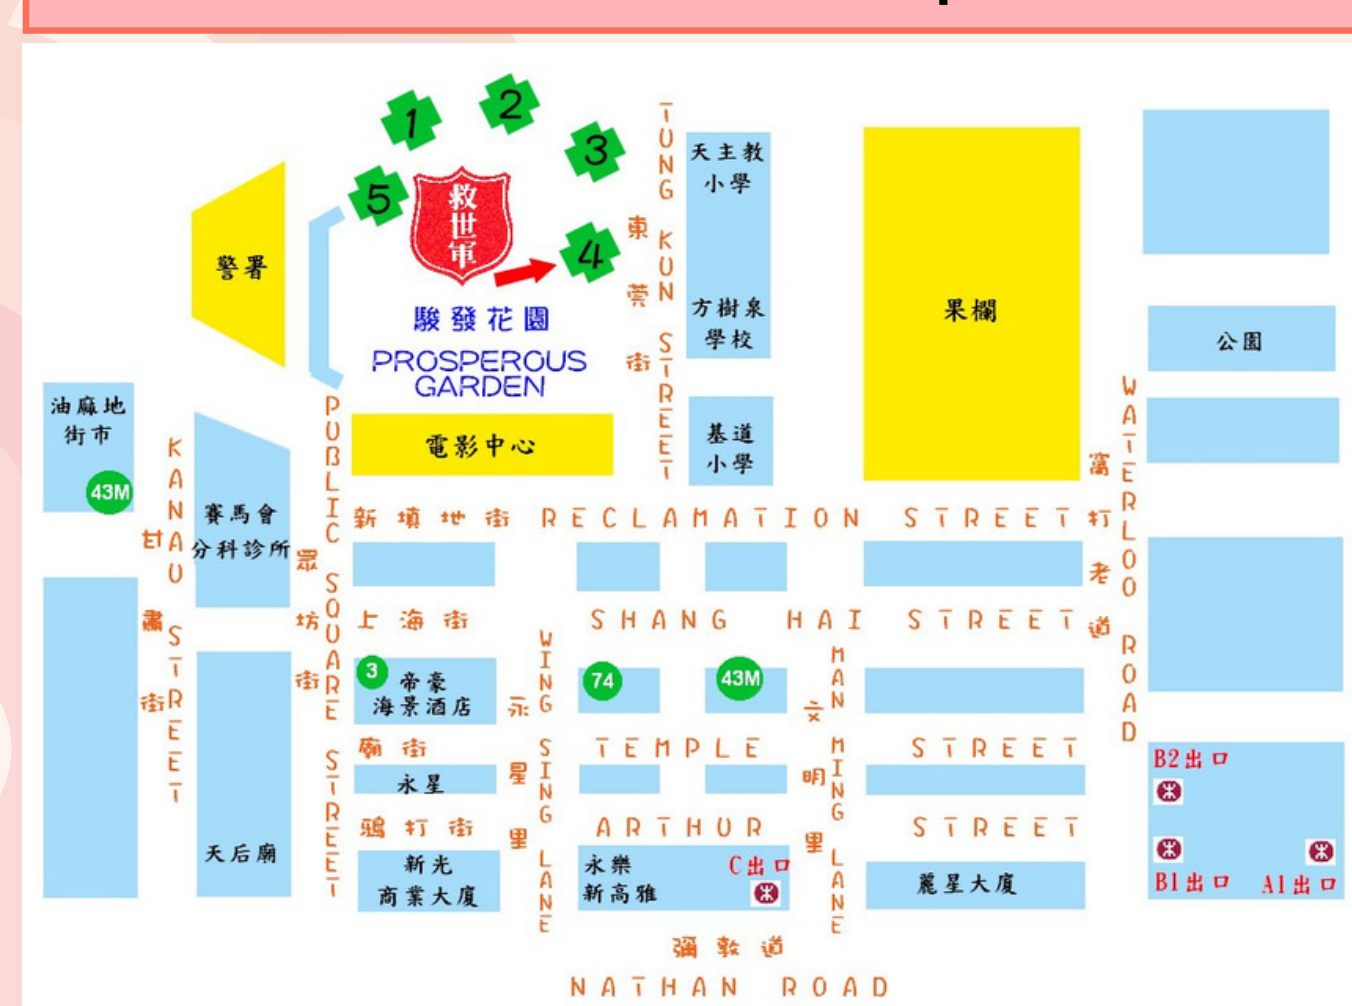 1
2
3
4
5
救世軍
駿發花園
PROSPEROUS
GARDEN
警署
電影中心
TUNG KUN STREET
東莞街
天主教
小學
方樹泉
學校
基道
小學
果欄
公園
WATERLOO ROAD
窩打老道
油麻地
街市
43M
KANAU STREET
甘肅街
賽馬會
分科診所
天后廟
PUBLIC SQUARE STREET
眾坊街
新填地街 RECLAMATION STREET
上海街 SHANG HAI STREET
3
帝豪
海景酒店
74
43M
WING SING LANE
永星里
MAN MING LANE
文明里
廟街 TEMPLE STREET
永星
鴉打街 ARTHUR STREET
新光
商業大廈
永樂
新高雅
C出口
麗星大廈
B2出口
B1出口
A1出口
彌敦道
NATHAN ROAD